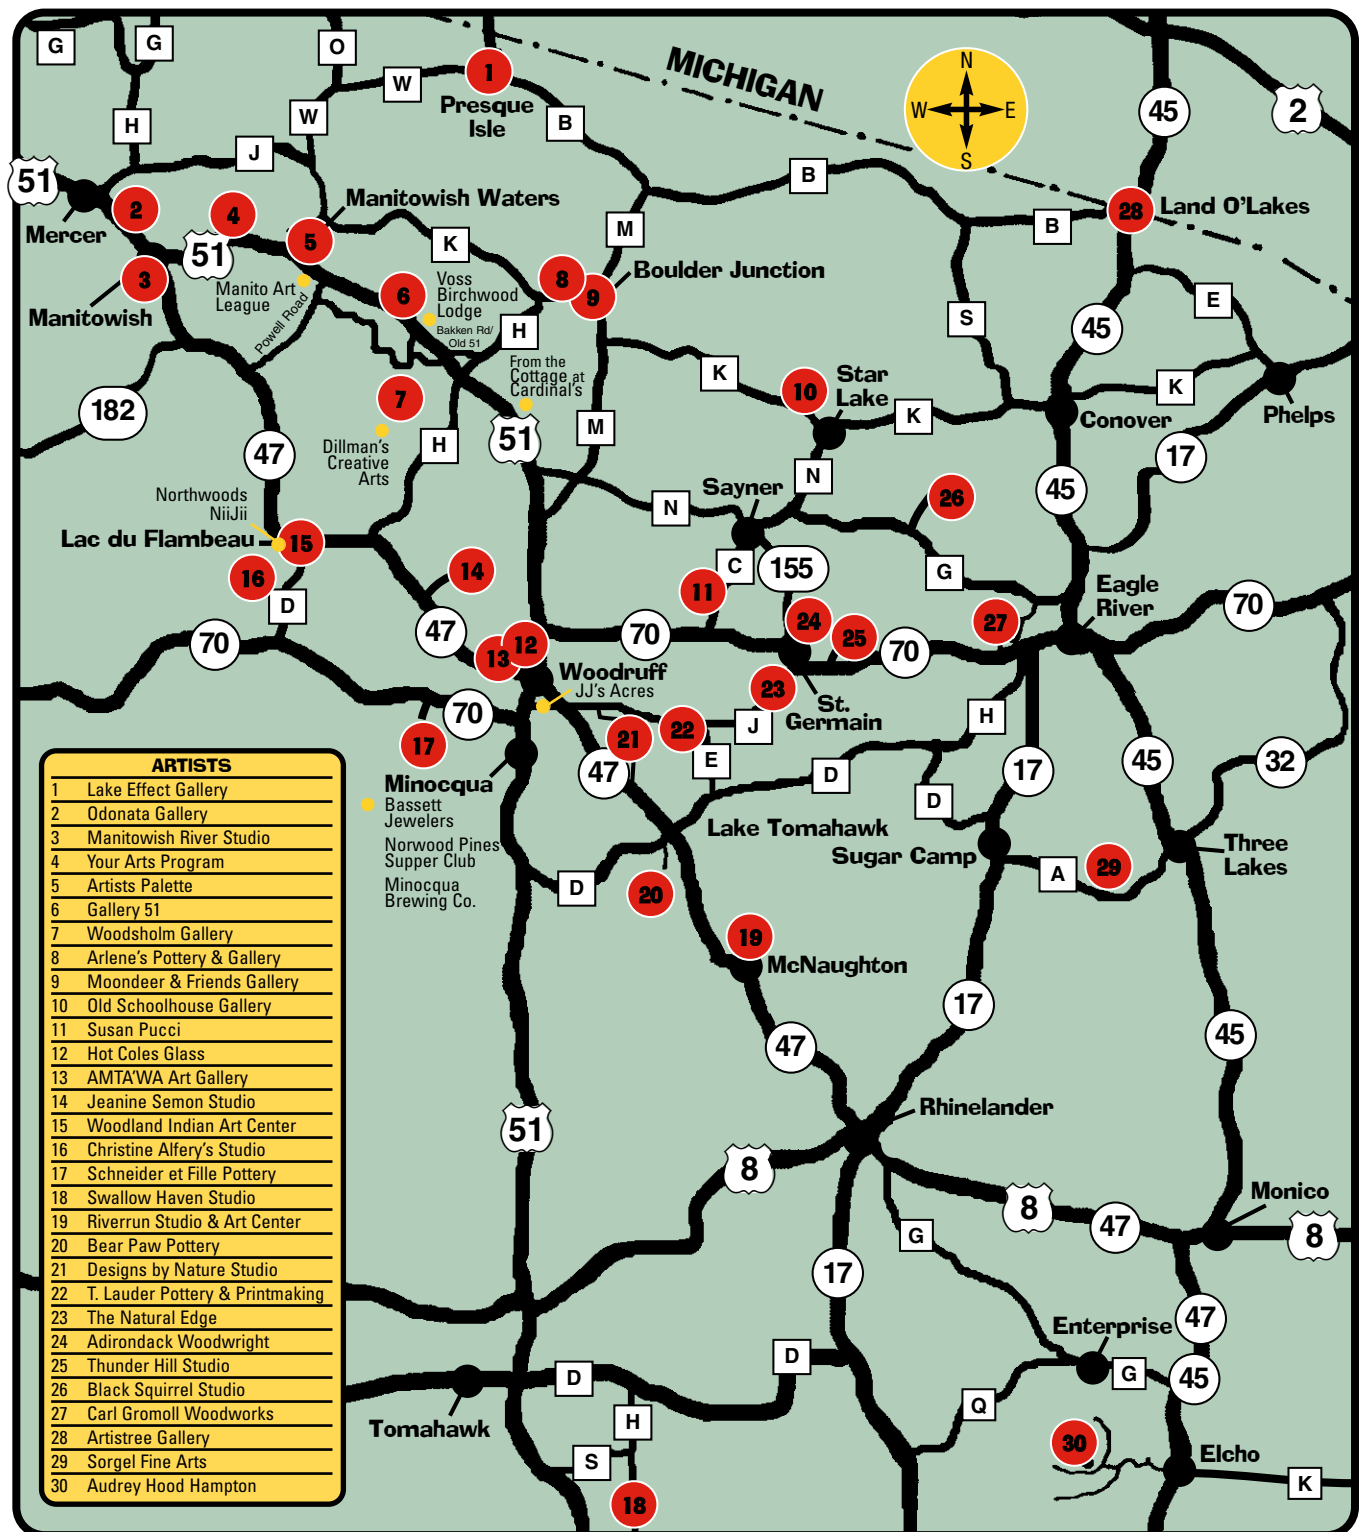 G
G
O
W
1
Presque
Isle
MICHIGAN
N
W
E
S
45
2
H
W
B
J
51
Mercer
2
4
5
Manitowish Waters
M
B
B
28
Land O'Lakes
51
K
3
Manitowish
Manito Art
League
Powell Road
6
Voss
Birchwood
Lodge
Bakken Rd/
Old 51
H
8
9
Boulder Junction
S
45
E
From the
Cottage at
Cardinal's
K
10
Star
Lake
K
K
Conover
Phelps
182
7
47
Dillman's
Creative
Arts
H
51
M
N
17
Northwoods
NiiJii
Lac du Flambeau
15
Sayner
N
26
45
16
D
14
C
155
G
11
Eagle
River
70
70
47
13
12
70
24
25
70
27
Woodruff
JJ's Acres
23
St.
Germain
H
70
17
21
22
J
E
47
D
17
45
32
Minocqua
Bassett
Jewelers
Norwood Pines
Supper Club
Minocqua
Brewing Co.
D
Lake Tomahawk
Sugar Camp
Three
Lakes
D
20
A
29
19
McNaughton
17
47
45
51
Rhinelander
8
8
47
Monico
8
G
17
47
Enterprise
D
D
G
45
Tomahawk
H
Q
S
30
Elcho
K
18
ARTISTS
1 Lake Effect Gallery
2 Odonata Gallery
3 Manitowish River Studio
4 Your Arts Program
5 Artists Palette
6 Gallery 51
7 Woodsholm Gallery
8 Arlene's Pottery & Gallery
9 Moondeer & Friends Gallery
10 Old Schoolhouse Gallery
11 Susan Pucci
12 Hot Coles Glass
13 AMTA'WA Art Gallery
14 Jeanine Semon Studio
15 Woodland Indian Art Center
16 Christine Alfery's Studio
17 Schneider et Fille Pottery
18 Swallow Haven Studio
19 Riverrun Studio & Art Center
20 Bear Paw Pottery
21 Designs by Nature Studio
22 T. Lauder Pottery & Printmaking
23 The Natural Edge
24 Adirondack Woodwright
25 Thunder Hill Studio
26 Black Squirrel Studio
27 Carl Gromoll Woodworks
28 Artistree Gallery
29 Sorgel Fine Arts
30 Audrey Hood Hampton